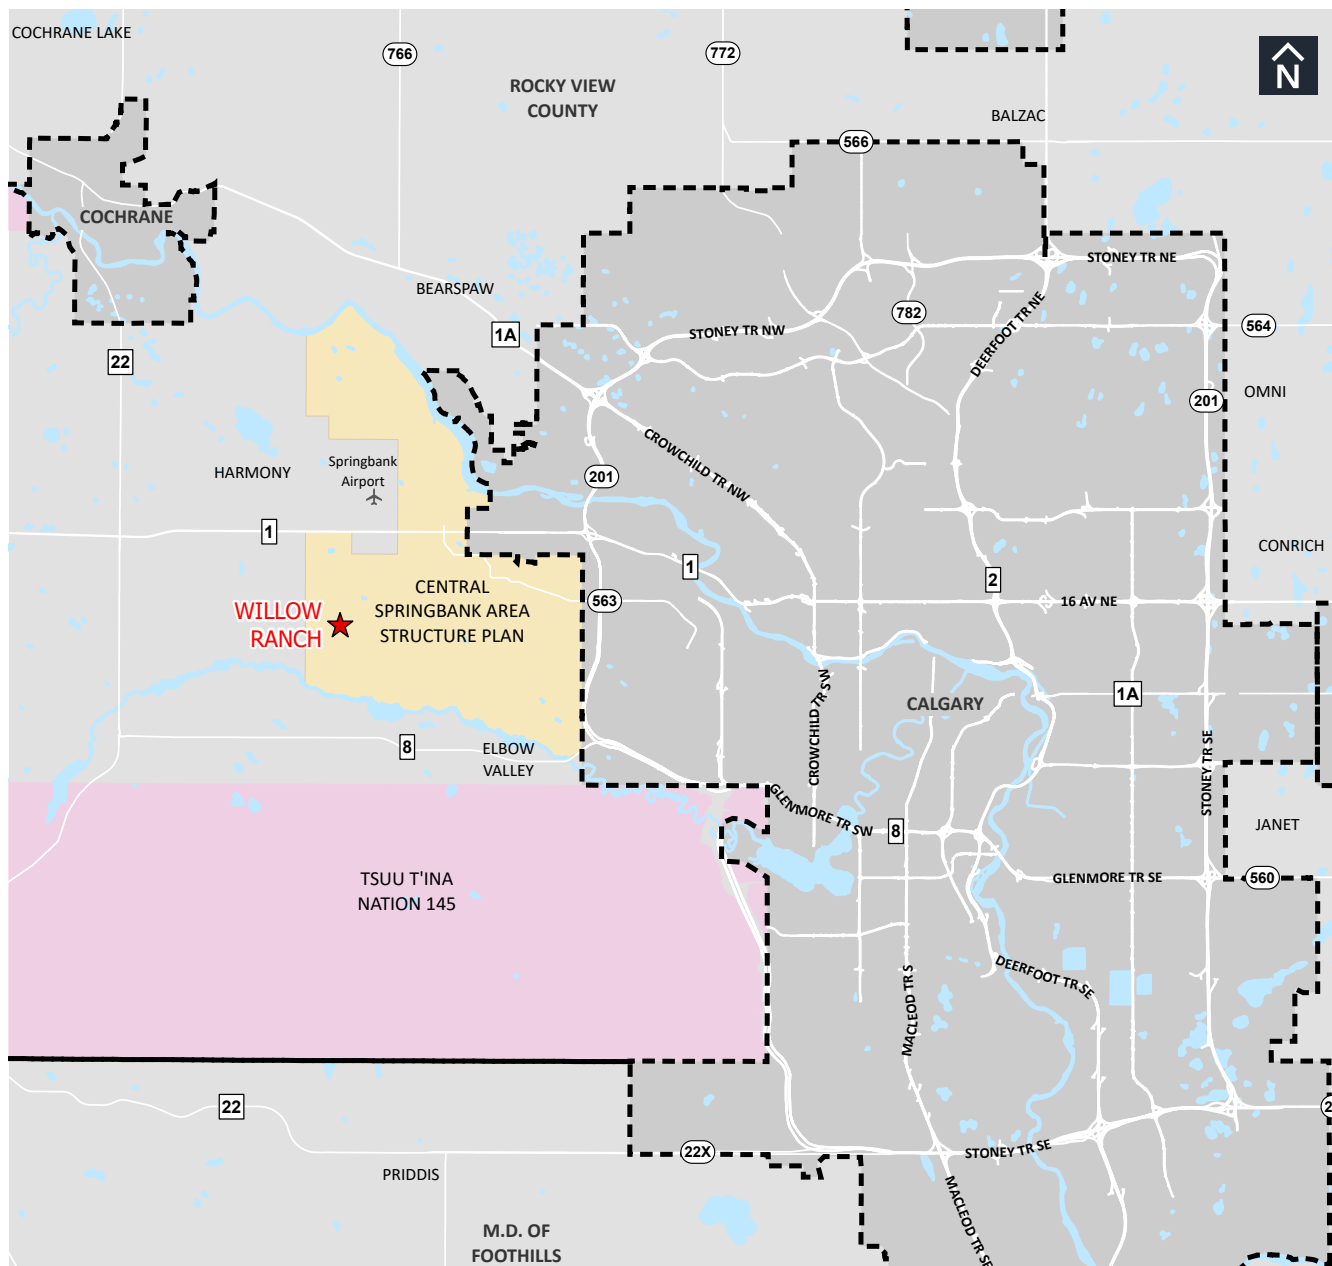 COCHRANE LAKE
766
772
N
ROCKY VIEW
COUNTY
BALZAC
566
COCHRANE
STONEY TR NE
BEARSPAW
782
1A
STONEY TR NW
DEERFOOT TR NE
564
22
OMNI
201
CROWCHILD TR NW
HARMONY
Springbank
Airport
201
1
CONRICH
1
2
CENTRAL
SPRINGBANK AREA
STRUCTURE PLAN
563
16 AV NE
WILLOW
RANCH
1A
CALGARY
CROWCHILD TR SW
8
ELBOW
VALLEY
STONEY TR SE
GLENMORE TR SW
8
JANET
TSUU T'INA
NATION 145
GLENMORE TR SE
560
DEERFOOT TR SE
MACLEOD TR S
22
2
22X
STONEY TR SE
PRIDDIS
MACLEOD TR SE
M.D. OF
FOOTHILLS